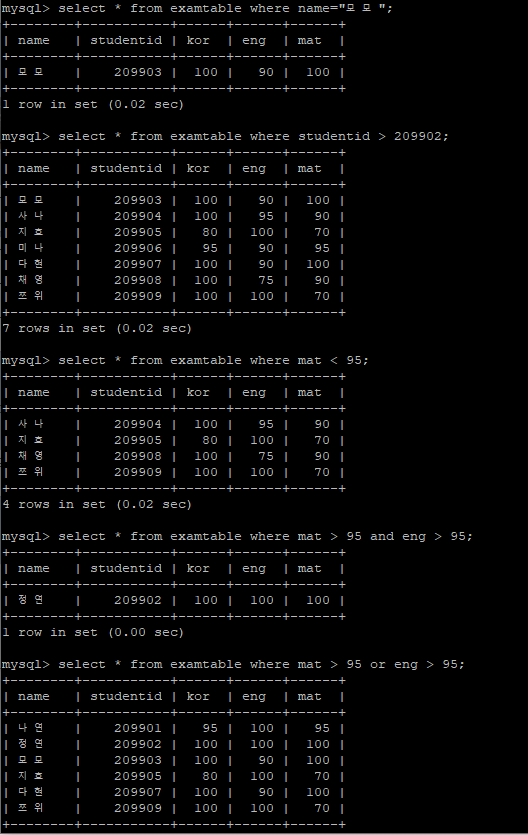 mysql> select * from examtable where name="모모";
+--------+-----------+------+------+------+
| name   | studentid | kor  | eng  | mat  |
+--------+-----------+------+------+------+
| 모모   |    209903 |  100 |   90 |  100 |
+--------+-----------+------+------+------+
1 row in set (0.02 sec)
mysql> select * from examtable where studentid > 209902;
+--------+-----------+------+------+------+
| name   | studentid | kor  | eng  | mat  |
+--------+-----------+------+------+------+
| 모모   |    209903 |  100 |   90 |  100 |
| 사나   |    209904 |  100 |   95 |   90 |
| 지효   |    209905 |   80 |  100 |   70 |
| 미나   |    209906 |   95 |   90 |   95 |
| 다현   |    209907 |  100 |   90 |  100 |
| 채영   |    209908 |  100 |   75 |   90 |
| 쯔위   |    209909 |  100 |  100 |   70 |
+--------+-----------+------+------+------+
7 rows in set (0.02 sec)
mysql> select * from examtable where mat < 95;
+--------+-----------+------+------+------+
| name   | studentid | kor  | eng  | mat  |
+--------+-----------+------+------+------+
| 사나   |    209904 |  100 |   95 |   90 |
| 지효   |    209905 |   80 |  100 |   70 |
| 채영   |    209908 |  100 |   75 |   90 |
| 쯔위   |    209909 |  100 |  100 |   70 |
+--------+-----------+------+------+------+
4 rows in set (0.02 sec)
mysql> select * from examtable where mat > 95 and eng > 95;
+--------+-----------+------+------+------+
| name   | studentid | kor  | eng  | mat  |
+--------+-----------+------+------+------+
| 정연   |    209902 |  100 |  100 |  100 |
+--------+-----------+------+------+------+
1 row in set (0.00 sec)
mysql> select * from examtable where mat > 95 or eng > 95;
+--------+-----------+------+------+------+
| name   | studentid | kor  | eng  | mat  |
+--------+-----------+------+------+------+
| 나연   |    209901 |   95 |  100 |   95 |
| 정연   |    209902 |  100 |  100 |  100 |
| 모모   |    209903 |  100 |   90 |  100 |
| 지효   |    209905 |   80 |  100 |   70 |
| 다현   |    209907 |  100 |   90 |  100 |
| 쯔위   |    209909 |  100 |  100 |   70 |
+--------+-----------+------+------+------+